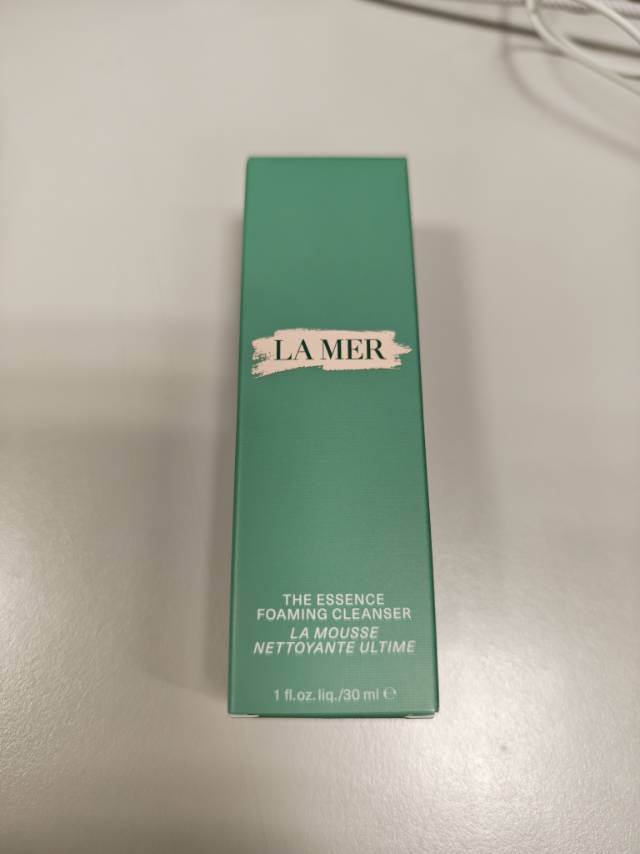 LA MER
THE ESSENCE
FOAMING CLEANSER
LA MOUSSE
NETTOYANTE ULTIME
1 fl.oz.liq./30 ml ℮